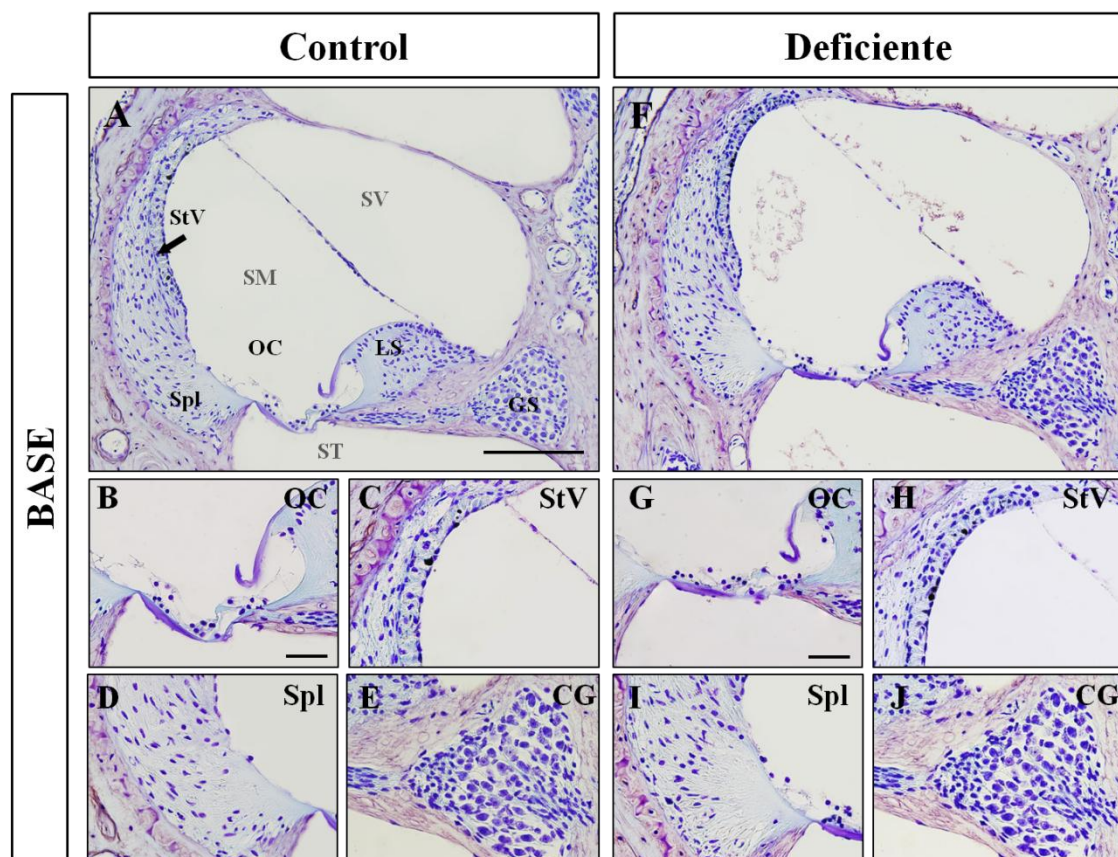 Control
Deficiente
BASE
A
SV
StV
SM
OC
LS
Spl
GS
ST
F
B
OC
C
StV
G
OC
H
StV
D
Spl
E
CG
I
Spl
J
CG